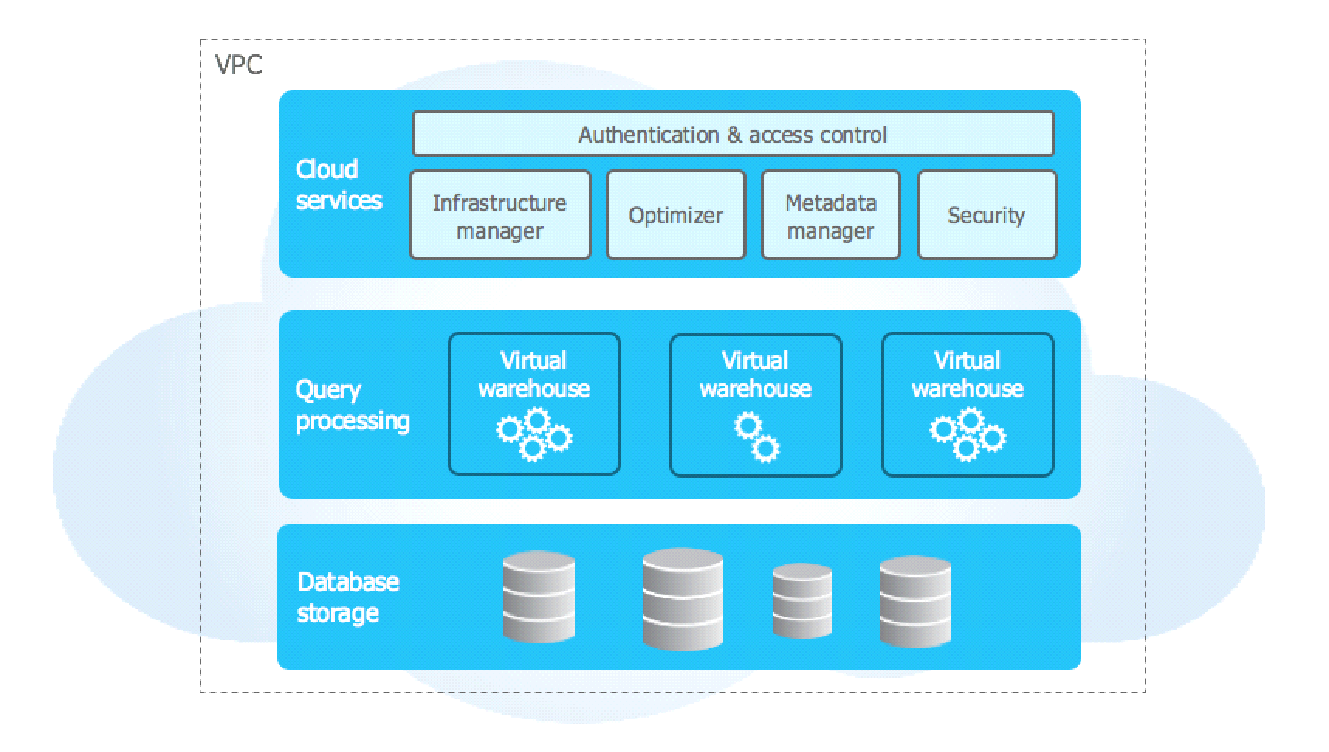 VPC
Authentication & access control
Cloud
services
Infrastructure
manager
Optimizer
Metadata
manager
Security
Query
processing
Virtual
warehouse
Virtual
warehouse
Virtual
warehouse
Database
storage